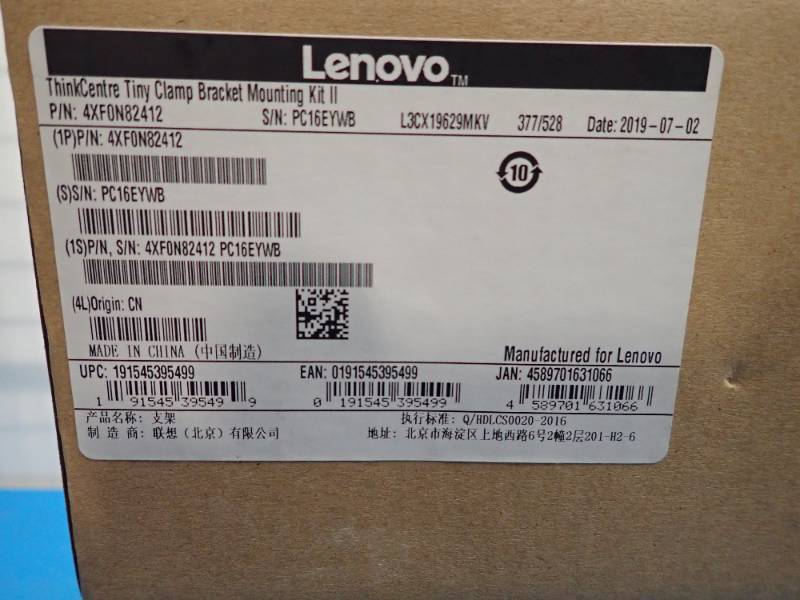 Lenovo™
ThinkCentre Tiny Clamp Bracket Mounting Kit II
P/N: 4XF0N82412 S/N: PC16EYWB L3CX19629MKV 377/528 Date: 2019-07-02
(1P)P/N: 4XF0N82412
10
(S)S/N: PC16EYWB
(1S)P/N, S/N: 4XF0N82412 PC16EYWB
(4L)Origin: CN
MADE IN CHINA (中国制造)
Manufactured for Lenovo
UPC: 191545395499 EAN: 0191545395499 JAN: 4589701631066
1 91545 39549 9 0 191545 395499 4 589701 631066
产品名称: 支架 执行标准: Q/HDLCS0020-2016
制 造 商: 联想 (北京) 有限公司 地址: 北京市海淀区上地西路6号2幢2层201-H2-6